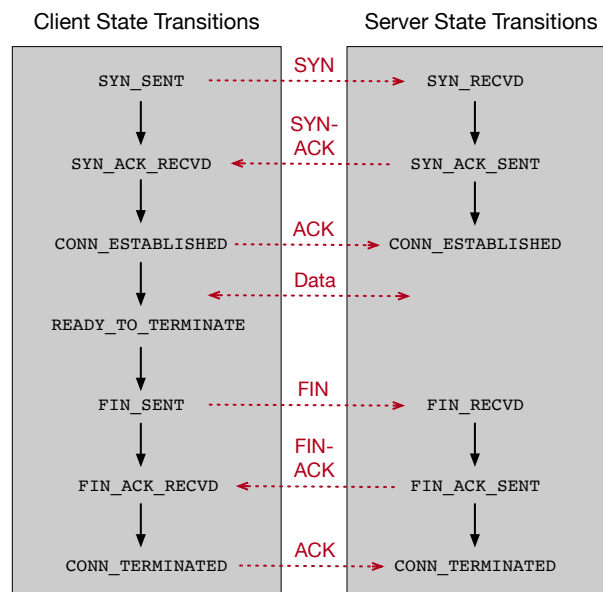 Client State Transitions
Server State Transitions
SYN_SENT
SYN
SYN_RECVD
SYN-
ACK
SYN_ACK_RECVD
SYN_ACK_SENT
CONN_ESTABLISHED
ACK
CONN_ESTABLISHED
Data
READY_TO_TERMINATE
FIN_SENT
FIN
FIN_RECVD
FIN-
ACK
FIN_ACK_RECVD
FIN_ACK_SENT
CONN_TERMINATED
ACK
CONN_TERMINATED